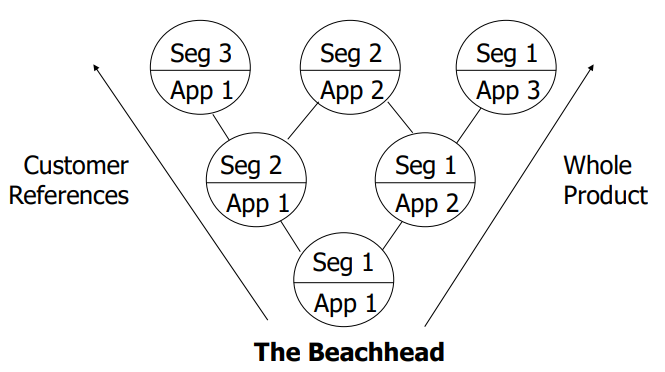 Seg 3
App 1
Seg 2
App 2
Seg 1
App 3
Customer
References
Seg 2
App 1
Seg 1
App 2
Whole
Product
Seg 1
App 1
The Beachhead